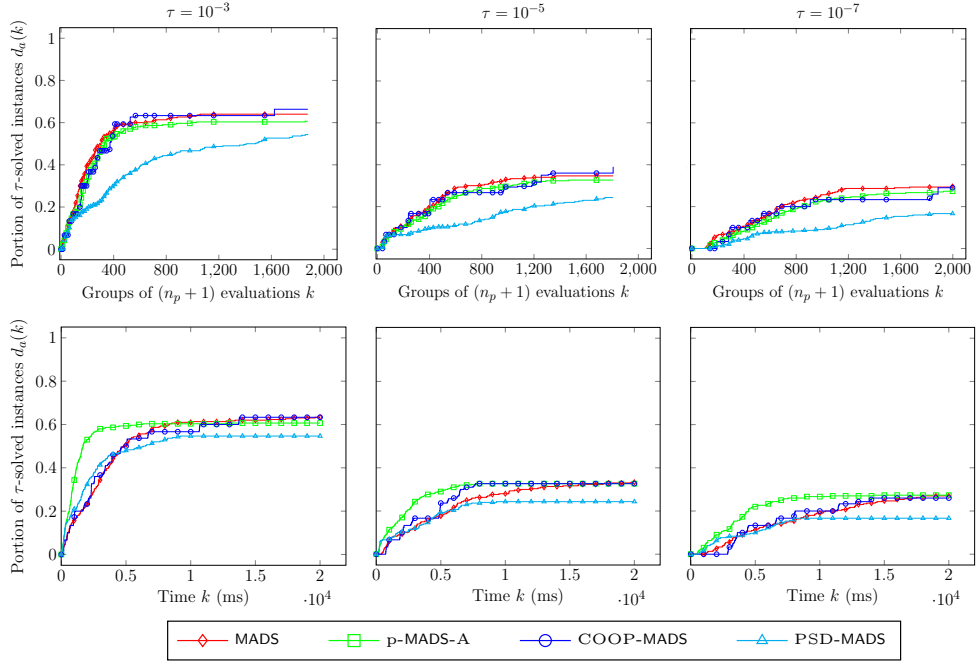 τ = 10⁻³
τ = 10⁻⁵
τ = 10⁻⁷
Portion of τ-solved instances d_a(k)
1
0.8
0.6
0.4
0.2
0
0 400 800 1,200 1,600 2,000
0 400 800 1,200 1,600 2,000
0 400 800 1,200 1,600 2,000
Groups of (n_p + 1) evaluations k
Groups of (n_p + 1) evaluations k
Groups of (n_p + 1) evaluations k
Portion of τ-solved instances d_a(k)
1
0.8
0.6
0.4
0.2
0
0 0.5 1 1.5 2
0 0.5 1 1.5 2
0 0.5 1 1.5 2
·10⁴
·10⁴
·10⁴
Time k (ms)
Time k (ms)
Time k (ms)
MADS p-MADS-A COOP-MADS PSD-MADS